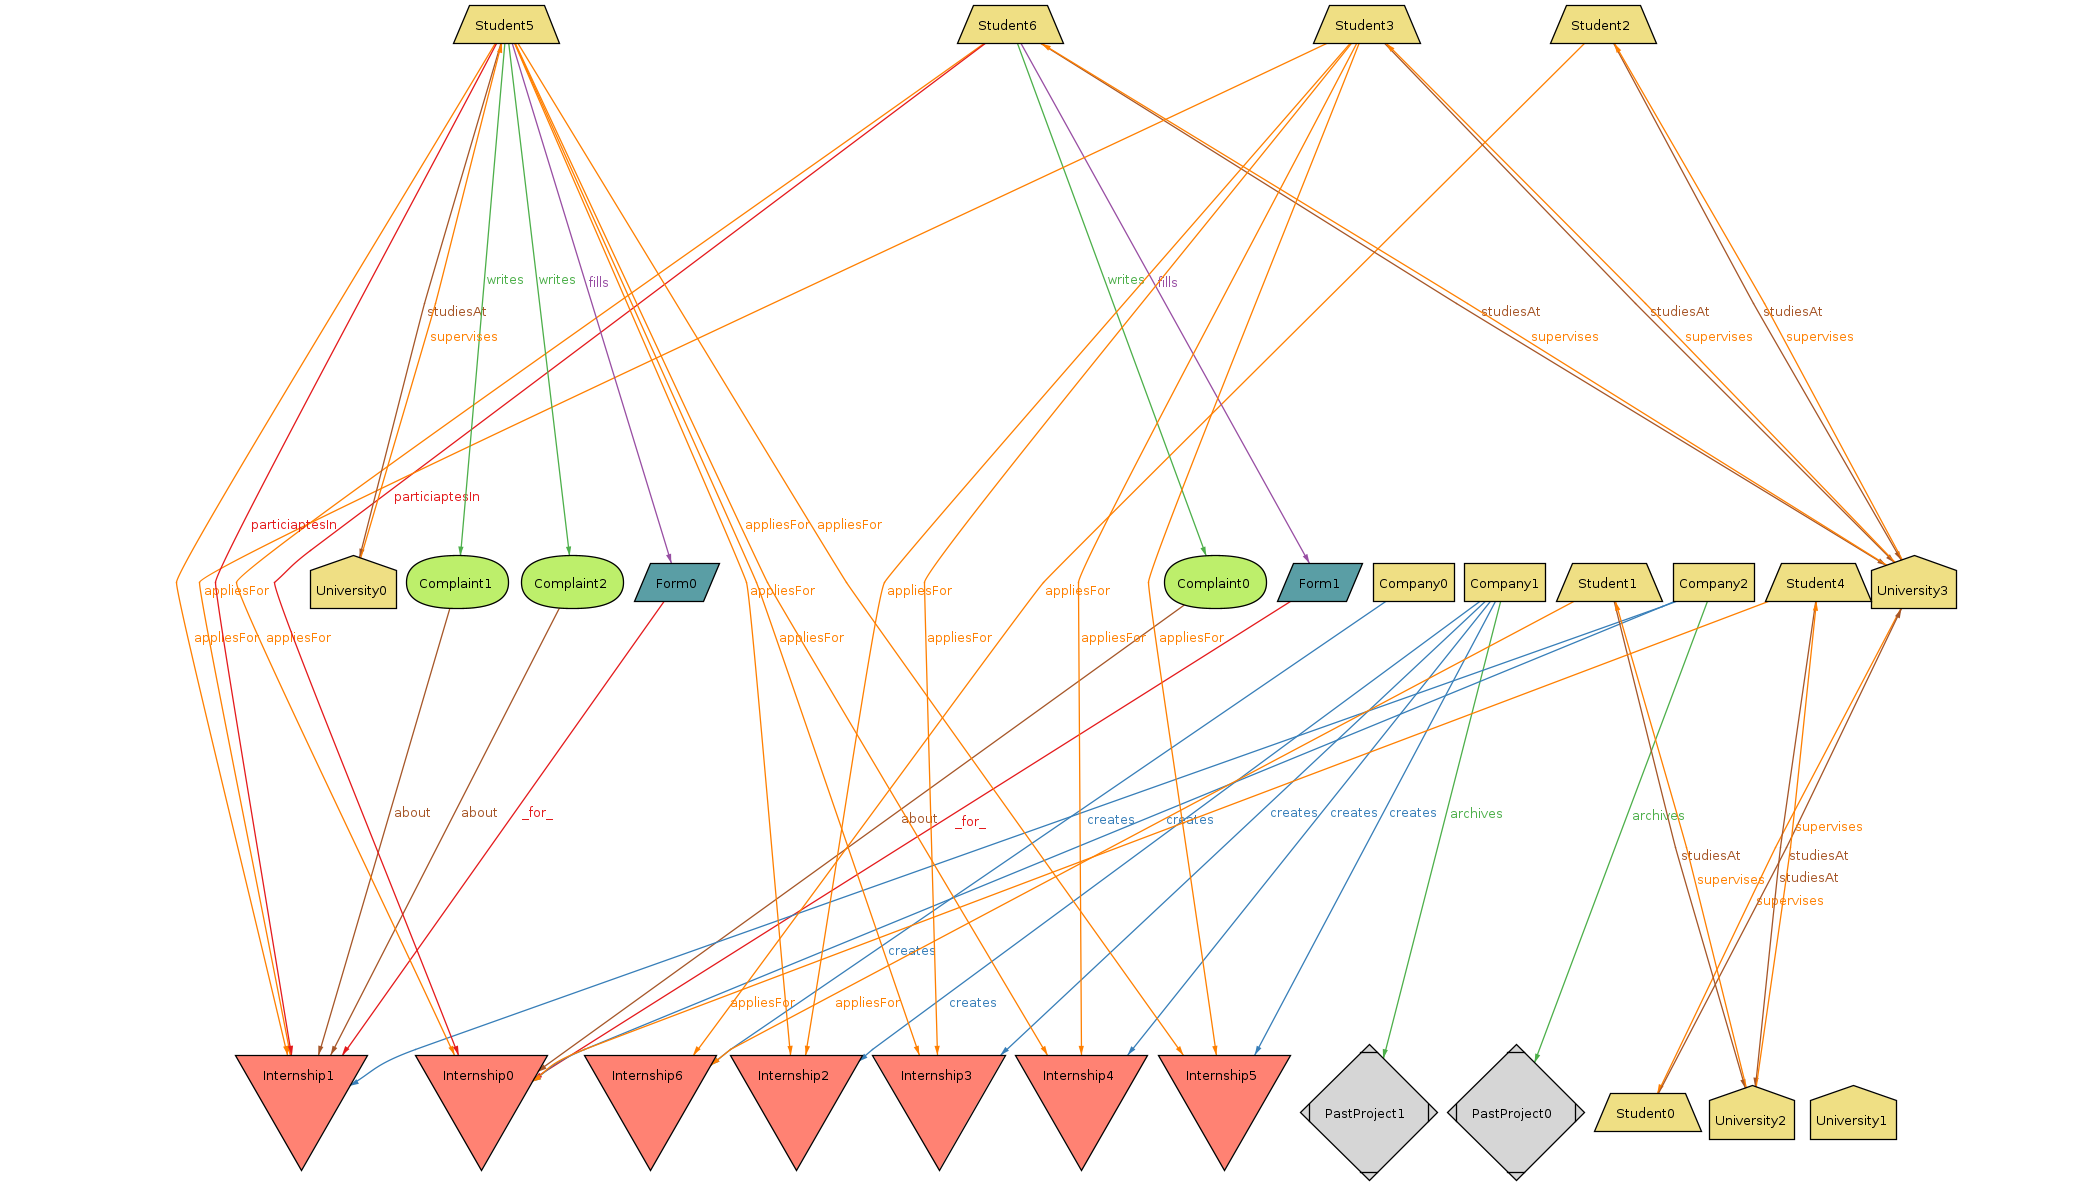 Student5
Student6
Student3
Student2
writes
writes
fills
writes
fills
studiesAt
studiesAt
studiesAt
studiesAt
supervises
supervises
supervises
supervises
particiaptesIn
particiaptesIn
appliesFor
appliesFor
University0
Complaint1
Complaint2
Form0
Complaint0
Form1
Company0
Company1
Student1
Company2
Student4
University3
appliesFor
appliesFor
appliesFor
appliesFor
appliesFor
appliesFor
appliesFor
appliesFor
appliesFor
appliesFor
about
about
_for_
about
_for_
creates
creates
creates
creates
creates
archives
archives
supervises
studiesAt
studiesAt
studiesAt
supervises
supervises
creates
appliesFor
appliesFor
creates
Internship1
Internship0
Internship6
Internship2
Internship3
Internship4
Internship5
PastProject1
PastProject0
Student0
University2
University1